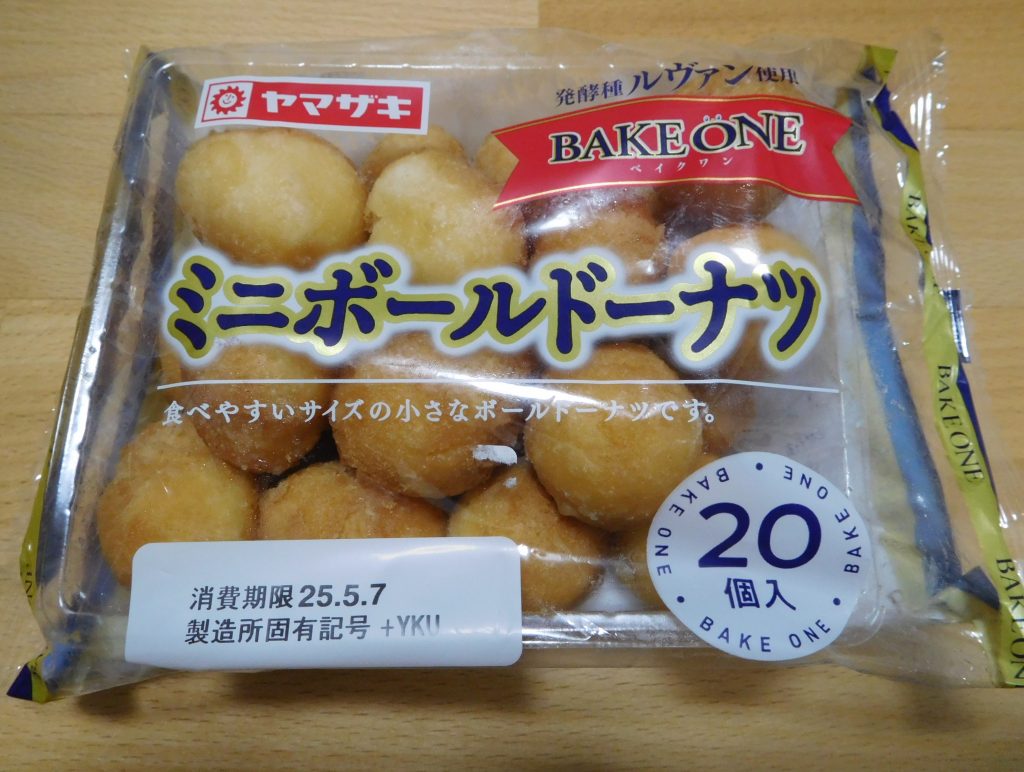 ヤマザキ
発酵種 ルヴァン使用
BAKE ONE
ベイクワン
ミニボールドーナツ
食べやすいサイズの小さなボールドーナツです。
消費期限 25.5.7
製造所固有記号 +YKU
BAKE ONE
20
個入
BAKE ONE
BAKE ONE
BAKE ONE
BAKE
BAKE ONE
BAKE ON